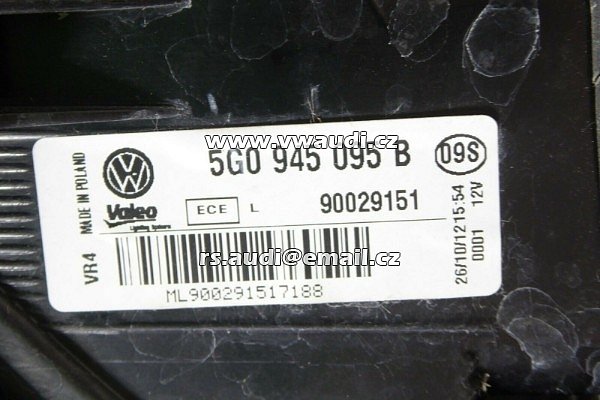 www.vwaudi.cz
5G0 945 095 B
09S
MADE IN POLAND
VR4
Valeo
Lighting Systems
ECE L
90029151
26/10/12 15:54
0001 12V
rs.audi@email.cz
ML900291517188